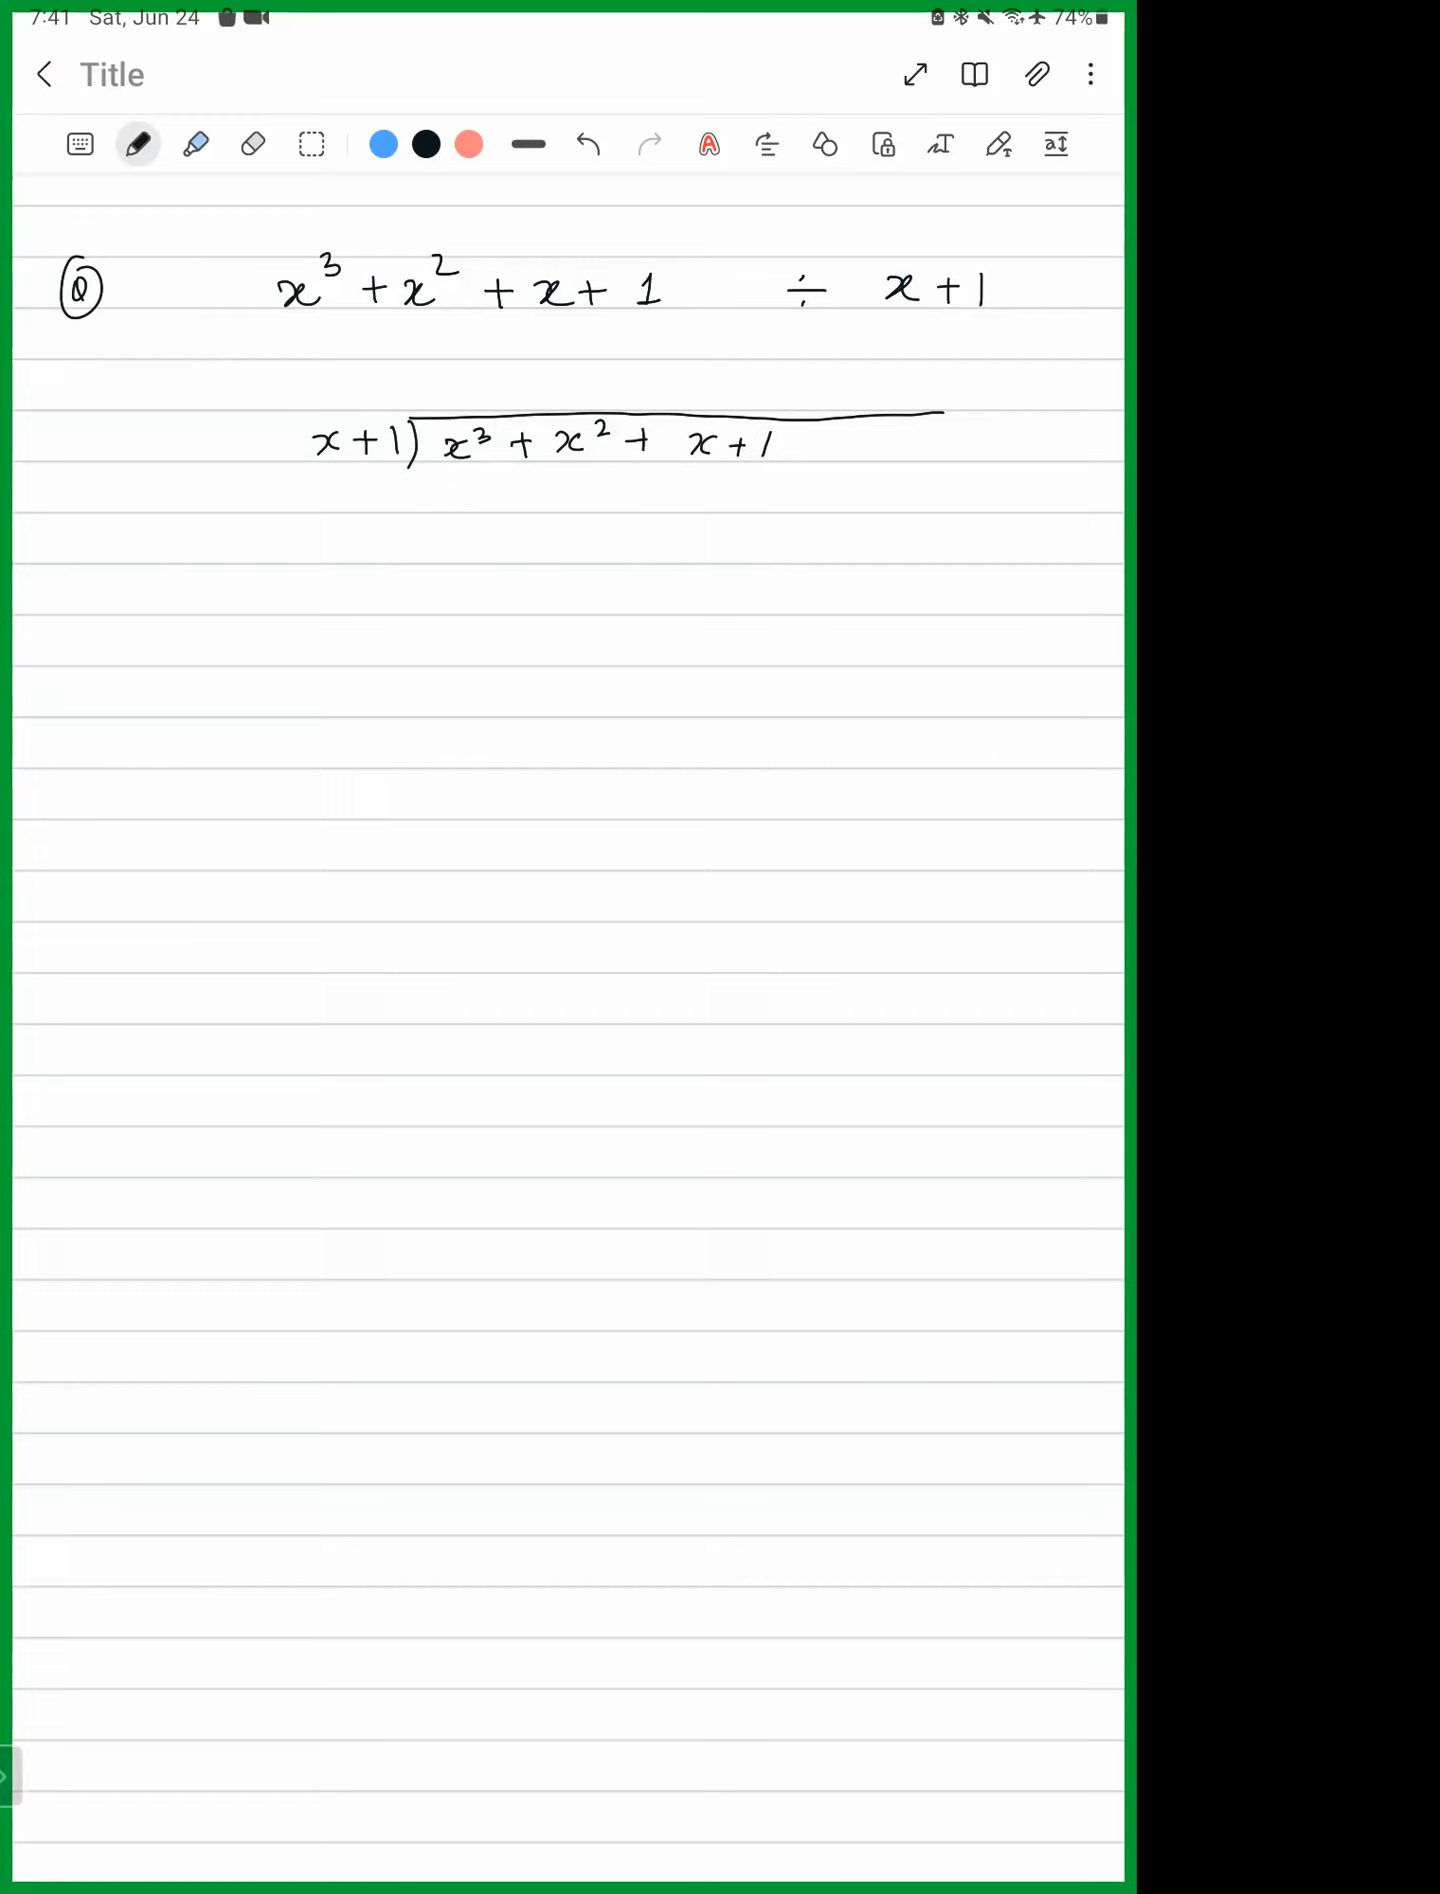 7:41 Sat, Jun 24 74%
Title
A T T a
Q x³ + x² + x + 1 ÷ x + 1
x + 1) x³ + x² + x + 1